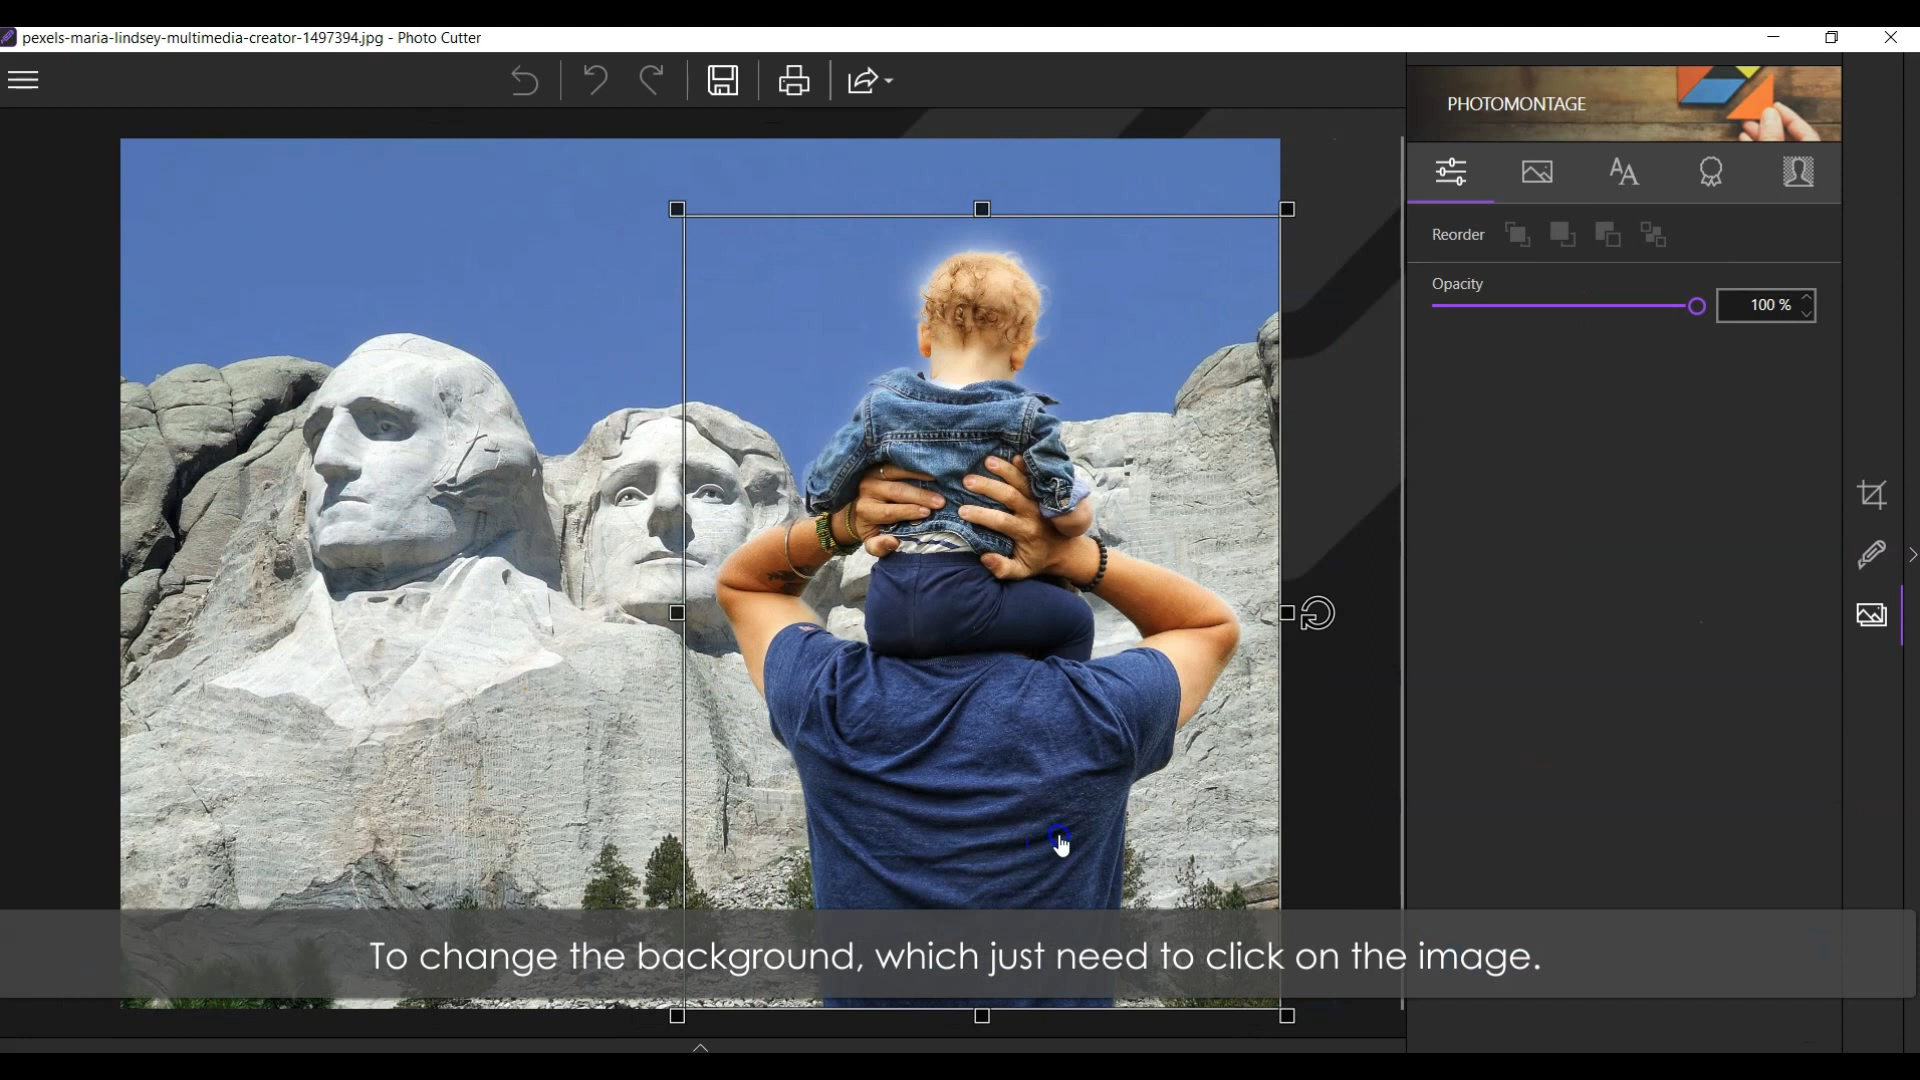 pexels-maria-lindsey-multimedia-creator-1497394.jpg - Photo Cutter
PHOTOMONTAGE
Reorder
Opacity
100 %
To change the background, which just need to click on the image.